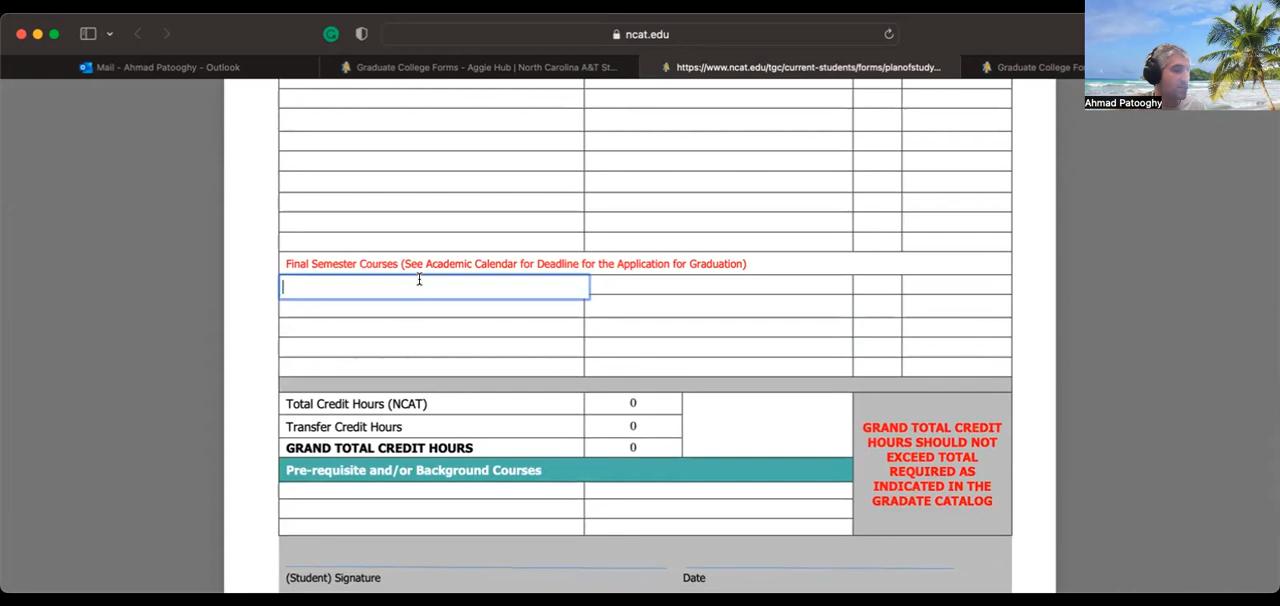 ncat.edu
Mail - Ahmad Patooghy - Outlook
Graduate College Forms - Aggie Hub | North Carolina A&T St...
https://www.ncat.edu/tgc/current-students/forms/planofstudy...
Graduate College For
Ahmad Patooghy
Final Semester Courses (See Academic Calendar for Deadline for the Application for Graduation)
Total Credit Hours (NCAT) 0
Transfer Credit Hours 0
GRAND TOTAL CREDIT HOURS 0
GRAND TOTAL CREDIT
HOURS SHOULD NOT
EXCEED TOTAL
REQUIRED AS
INDICATED IN THE
GRADATE CATALOG
Pre-requisite and/or Background Courses
(Student) Signature
Date